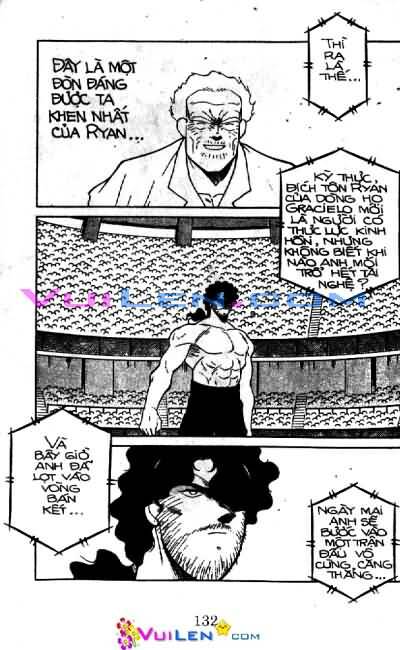 THÌ
RA
LÀ
THẾ...
ĐÂY LÀ MỘT
ĐÒN ĐÁNG
ĐƯỢC TA
KHEN NHẤT
CỦA RYAN...
KỲ THỰC,
ĐÍCH TÔN RYAN
CỦA DÒNG HỌ
GRACIELO MỚI
LÀ NGƯỜI CÓ
THỰC LỰC KINH
HỒN, NHƯNG
KHÔNG BIẾT KHI
NÀO ANH MỚI
TRỔ HẾT TÀI
NGHỆ?
VUILEN.COM
VÀ
BÂY GIỜ
ANH ĐÃ
LỌT VÀO
VÒNG BÁN
KẾT...
NGÀY MAI
ANH SẼ
BƯỚC VÀO
MỘT TRẬN
ĐẤU VÔ
CÙNG CĂNG
THẲNG...
132
VUILEN.COM